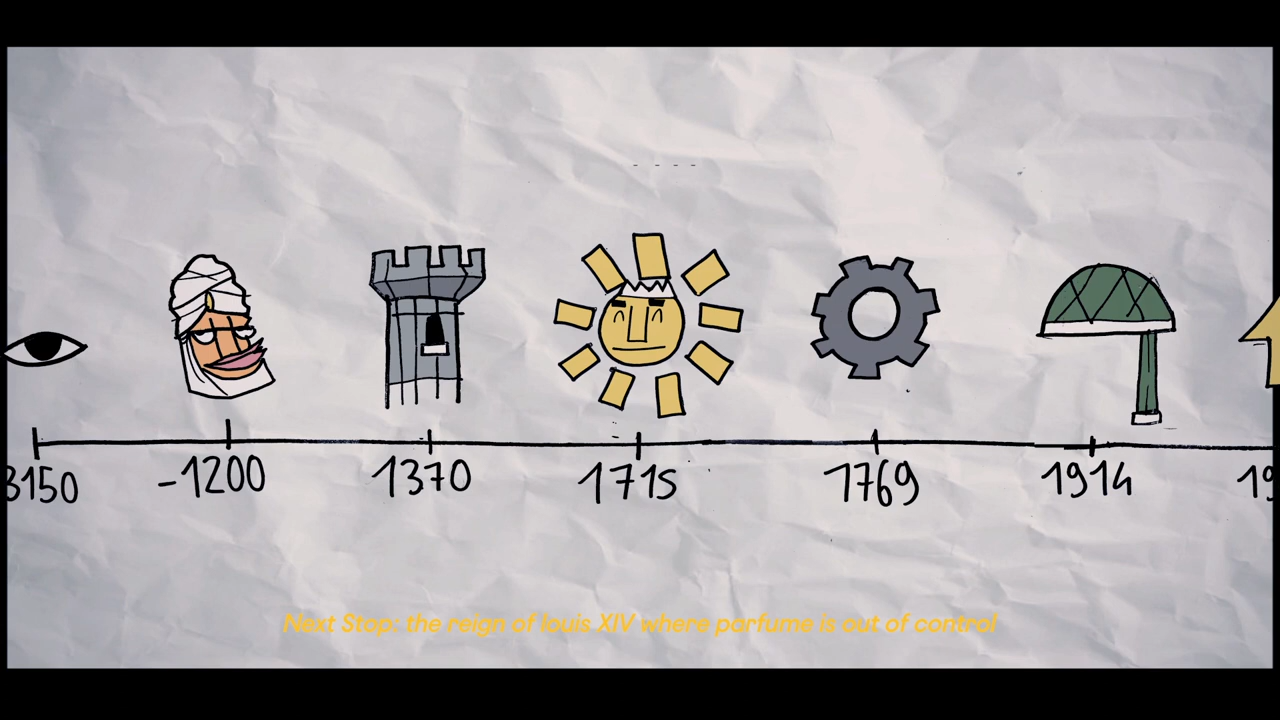 3150 -1200 1370 1715 1769 1914 19
Next Stop: the reign of louis XIV where parfume is out of control